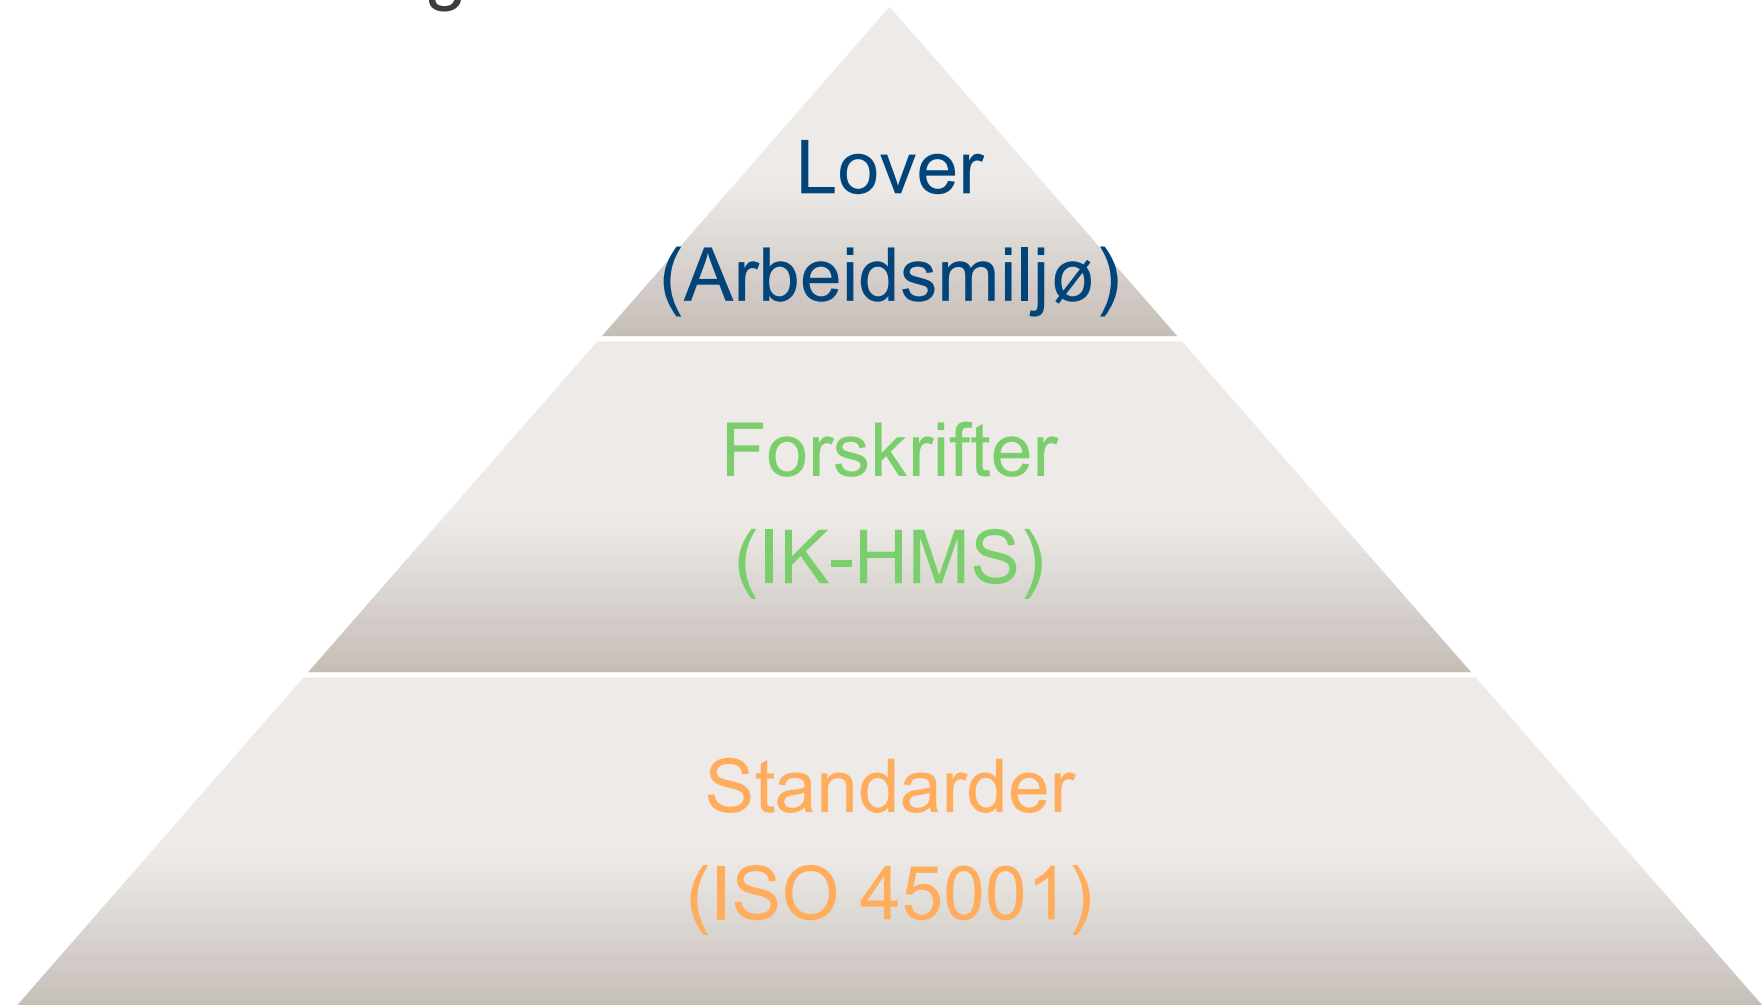 Lover
(Arbeidsmiljø)
Forskrifter
(IK-HMS)
Standarder
(ISO 45001)